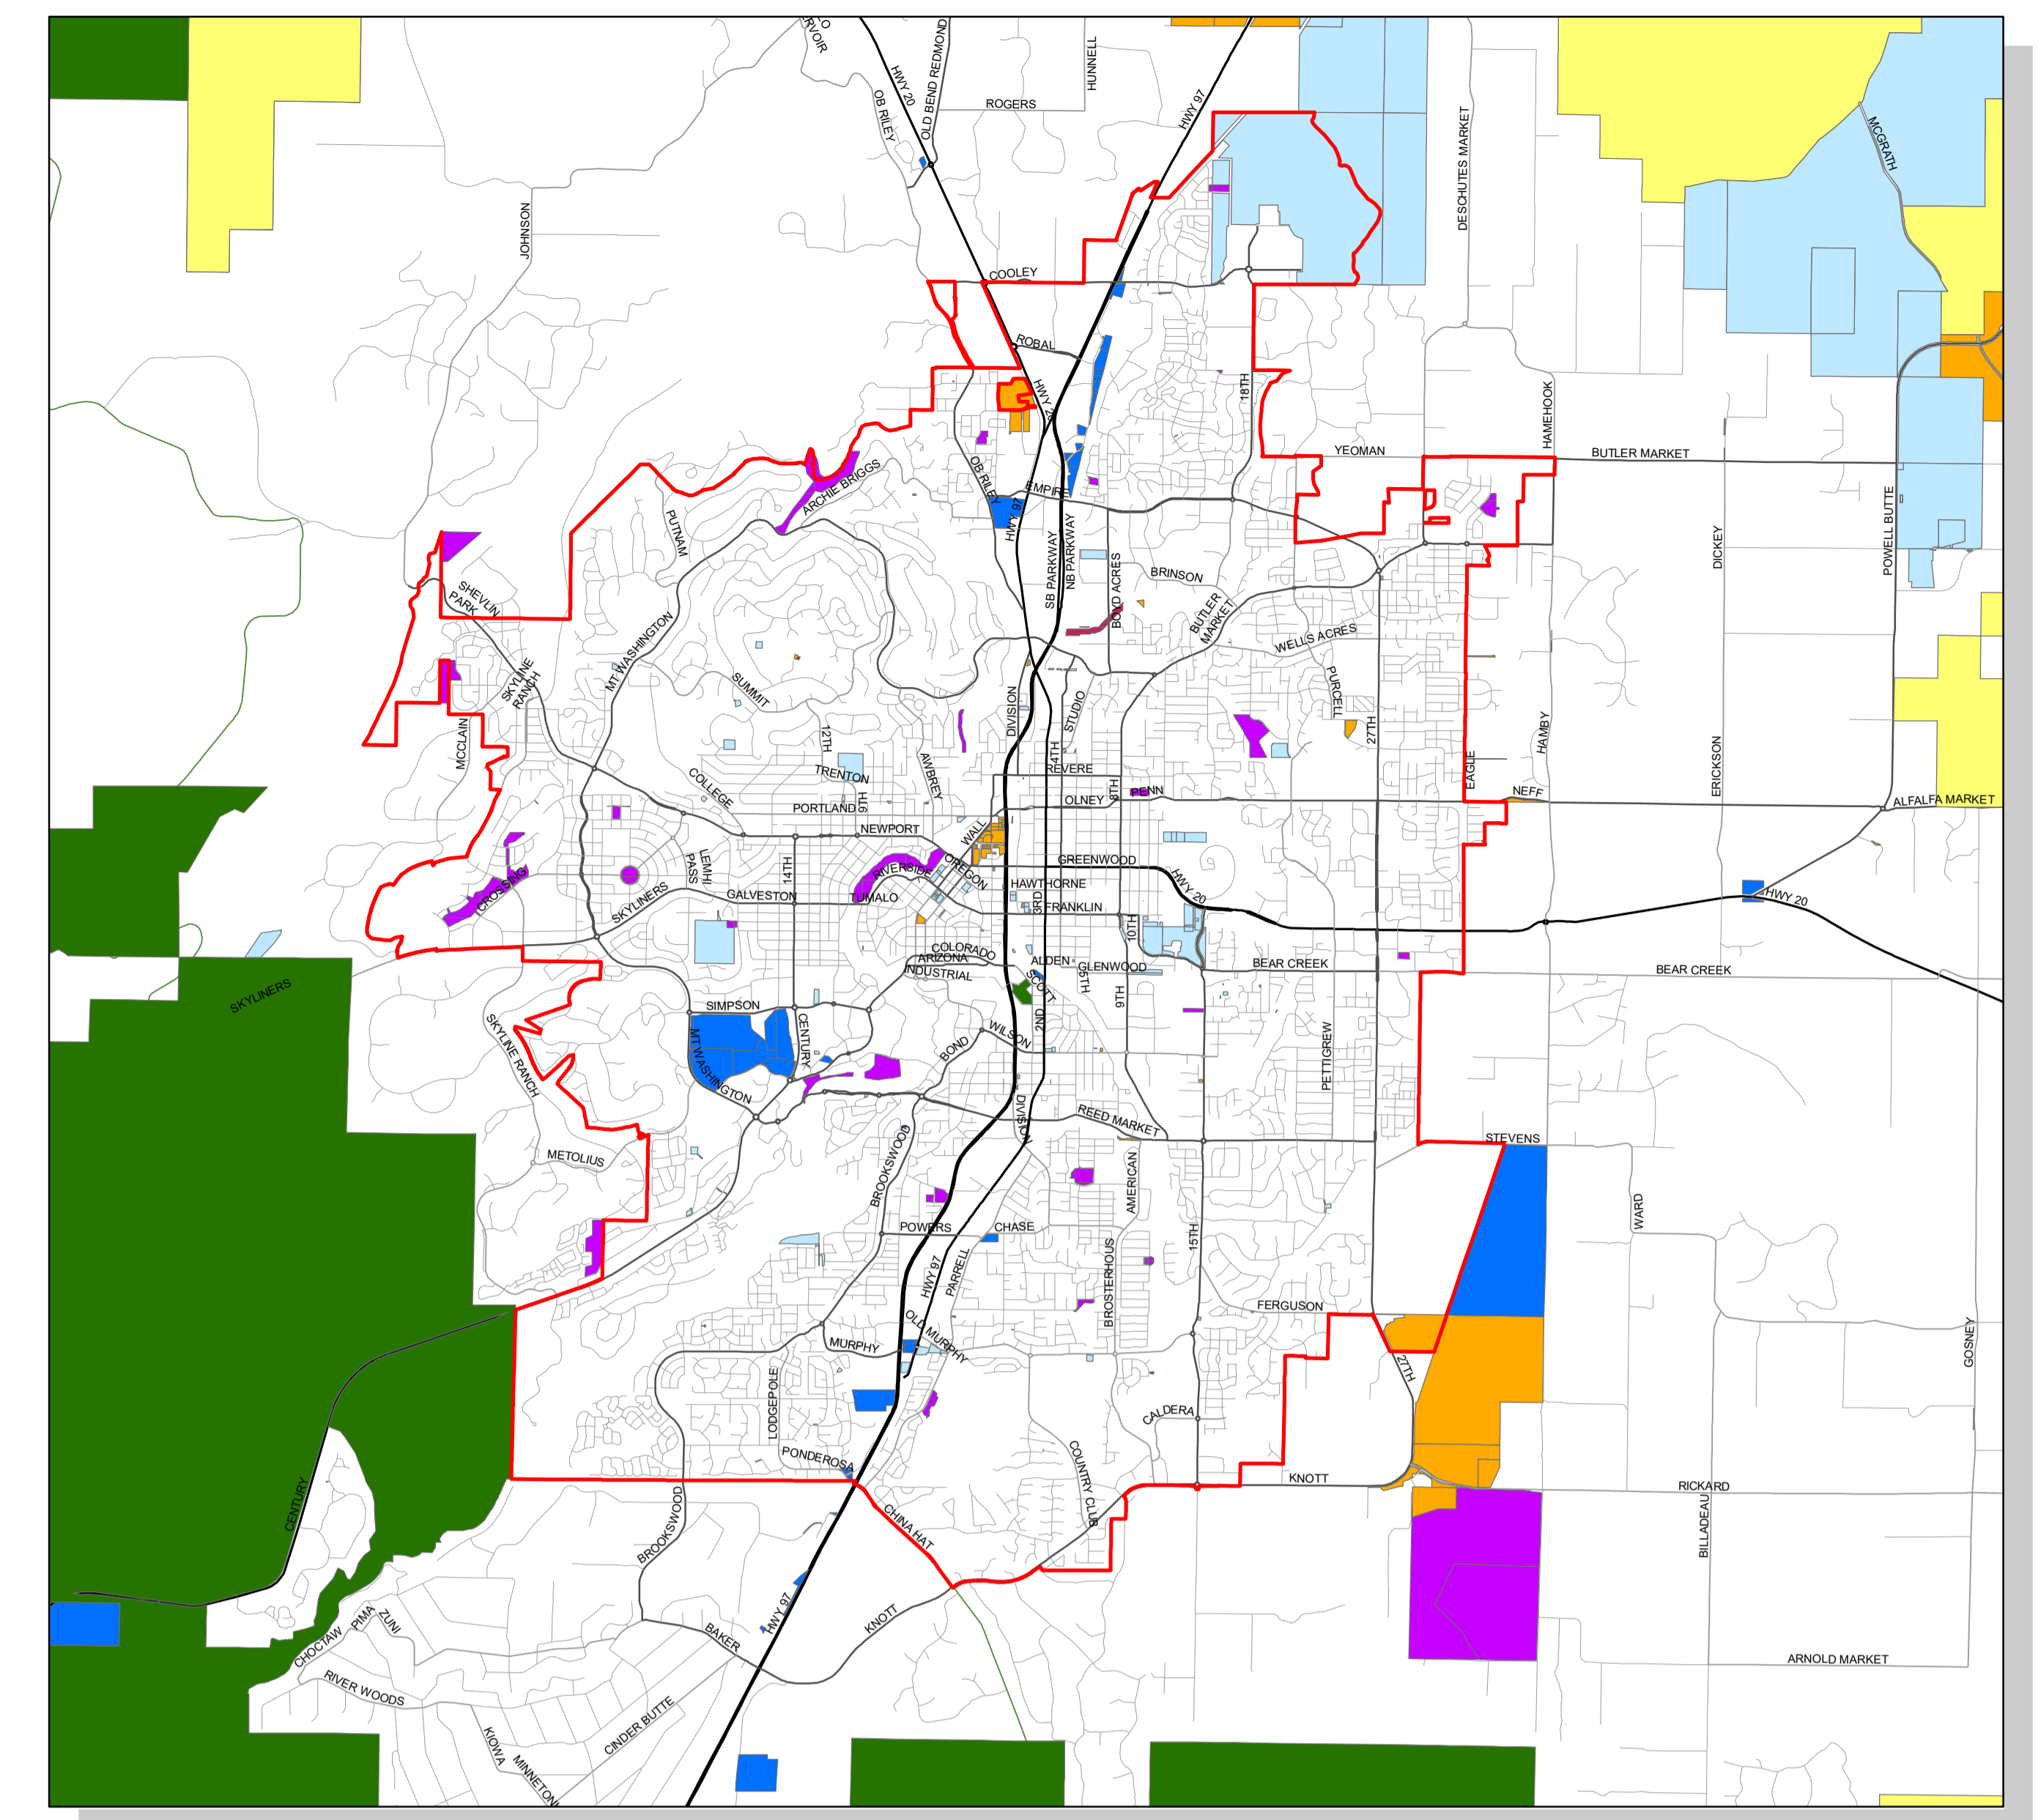 HWY 20
OLD BEND REDMOND
HUNNELL
OB RILEY
ROGERS
HWY 97
DESCHUTES MARKET
MCGRATH
JOHNSON
COOLEY
ROBAL
HWY 20
18TH
HAMEHOOK
YEOMAN
BUTLER MARKET
OB RILEY
ARCHIE BRIGGS
EMPIRE
HWY 97
PUTNAM
SB PARKWAY
NB PARKWAY
BOYD ACRES
BRINSON
BUTLER
MARKET
DICKEY
POWELL BUTTE
SHEVLIN
PARK
MT WASHINGTON
WELLS ACRES
SKYLINE
RANCH
SUMMIT
PURCELL
27TH
DIVISION
STUDIO
MCCLAIN
12TH
AWBREY
4TH
EAGLE
HAMBY
ERICKSON
TRENTON
REVERE
COLLEGE
9TH
8TH
PENN
NEFF
PORTLAND
OLNEY
ALFALFA MARKET
NEWPORT
WALL
LEMHI
PASS
14TH
RIVERSIDE
OREGON
GREENWOOD
HWY 20
HAWTHORNE
CROSSING
SKYLINERS
GALVESTON
TUMALO
3RD
FRANKLIN
HWY 20
10TH
COLORADO
ARIZONA
INDUSTRIAL
ALDEN
GLENWOOD
5TH
BEAR CREEK
BEAR CREEK
SKYLINERS
SCOTT
9TH
SIMPSON
CENTURY
2ND
WILSON
BOND
SKYLINE RANCH
MT WASHINGTON
PETTIGREW
DIVISION
REED MARKET
STEVENS
METOLIUS
BROOKSWOOD
AMERICAN
WARD
POWERS
CHASE
15TH
HWY 97
PARRELL
BROSTERHOUS
FERGUSON
OLD MURPHY
MURPHY
27TH
GOSNEY
LODGEPOLE
CALDERA
PONDEROSA
COUNTRY CLUB
KNOTT
RICKARD
CENTURY
BROOKSWOOD
CHINA HAT
BILLADEAU
HWY 97
KNOTT
PIMA
ZUNI
CHOCTAW
BAKER
ARNOLD MARKET
RIVER WOODS
CINDER BUTTE
KIOWA